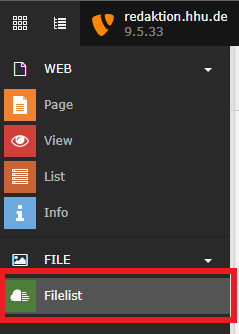 redaktion.hhu.de
9.5.33
WEB
Page
View
List
Info
FILE
Filelist